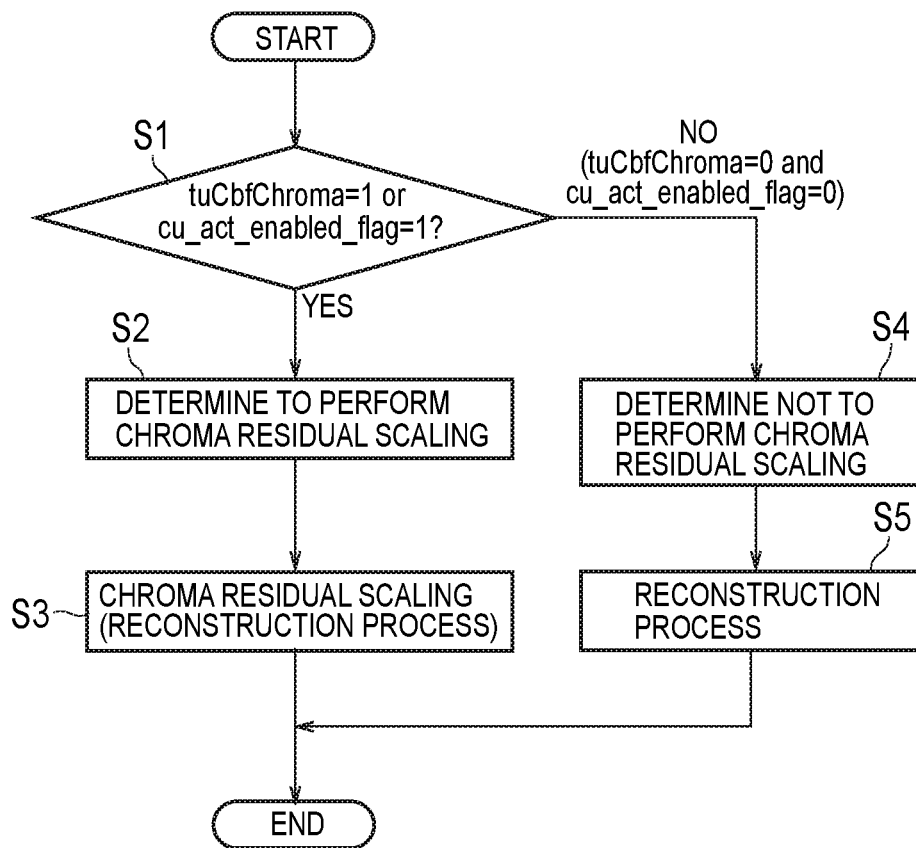 START
S1
tuCbfChroma=1 or
cu_act_enabled_flag=1?
NO
(tuCbfChroma=0 and
cu_act_enabled_flag=0)
YES
S2
DETERMINE TO PERFORM
CHROMA RESIDUAL SCALING
S4
DETERMINE NOT TO
PERFORM CHROMA
RESIDUAL SCALING
S3
CHROMA RESIDUAL SCALING
(RECONSTRUCTION PROCESS)
S5
RECONSTRUCTION
PROCESS
END